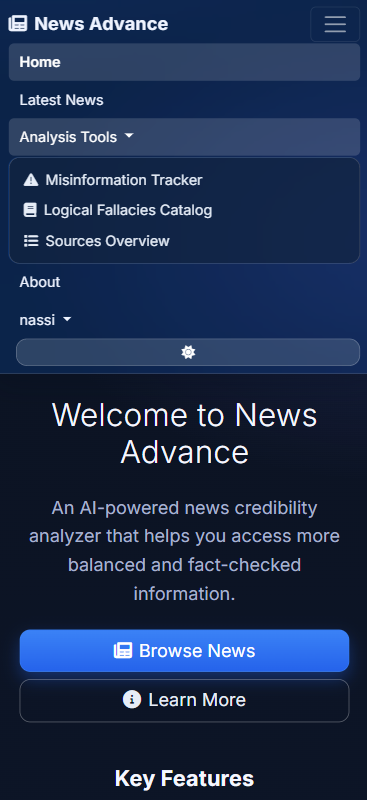 News Advance
Home
Latest News
Analysis Tools
Misinformation Tracker
Logical Fallacies Catalog
Sources Overview
About
nassi
Welcome to News
Advance
An AI-powered news credibility
analyzer that helps you access more
balanced and fact-checked
information.
Browse News
Learn More
Key Features